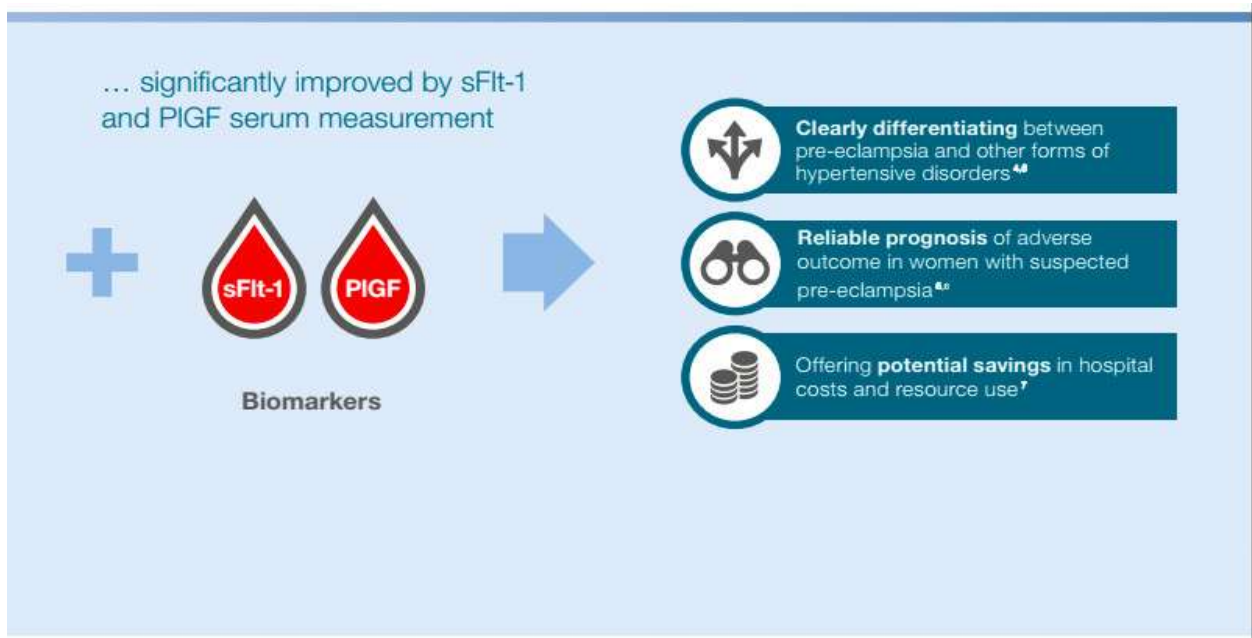 … significantly improved by sFlt-1
and PlGF serum measurement
sFlt-1
PlGF
Biomarkers
Clearly differentiating between
pre-eclampsia and other forms of
hypertensive disorders
Reliable prognosis of adverse
outcome in women with suspected
pre-eclampsia
Offering potential savings in hospital
costs and resource use⁷